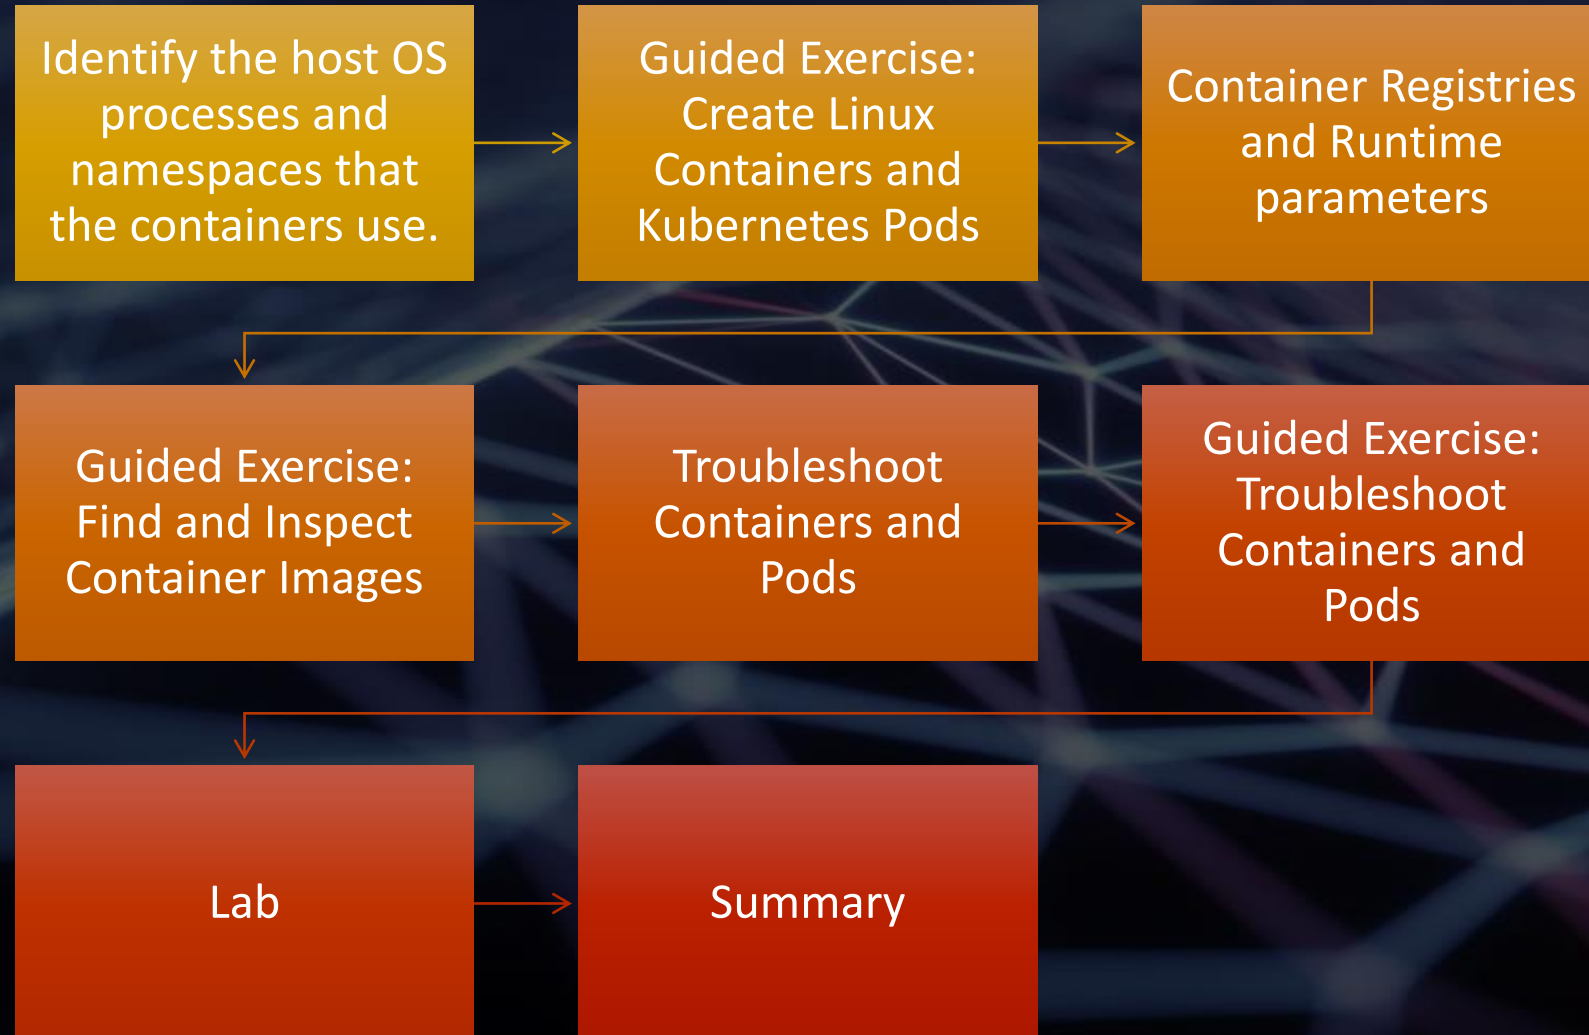 Identify the host OS
processes and
namespaces that
the containers use.
Guided Exercise:
Create Linux
Containers and
Kubernetes Pods
Container Registries
and Runtime
parameters
Guided Exercise:
Find and Inspect
Container Images
Troubleshoot
Containers and
Pods
Guided Exercise:
Troubleshoot
Containers and
Pods
Lab
Summary